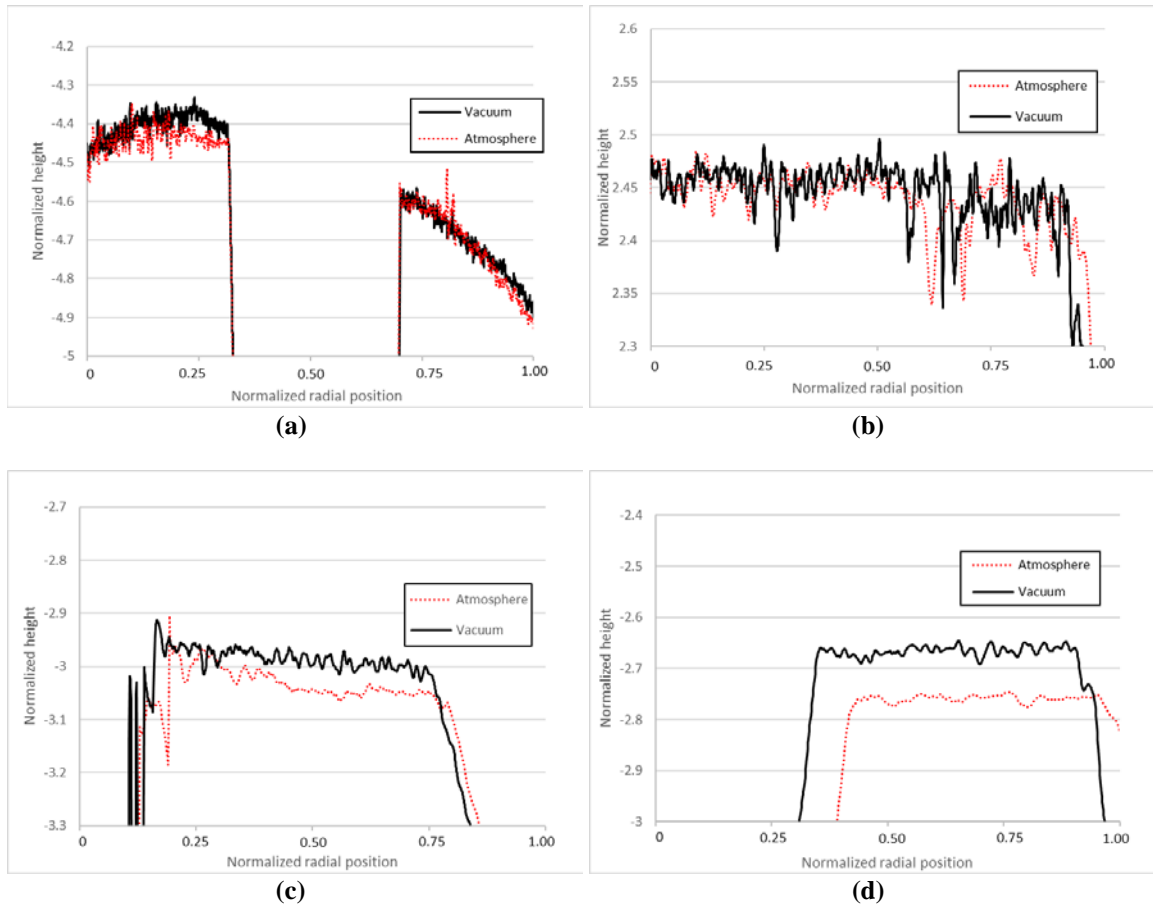 -4.2
-4.3
-4.4
-4.5
-4.6
-4.7
-4.8
-4.9
-5
Normalized height
Vacuum
Atmosphere
0
0.25
0.50
0.75
1.00
Normalized radial position
(a)
2.6
2.55
2.5
2.45
2.4
2.35
2.3
Normalized height
Atmosphere
Vacuum
0
0.25
0.50
0.75
1.00
Normalized radial position
(b)
-2.7
-2.8
-2.9
-3
-3.1
-3.2
-3.3
Normalized height
Atmosphere
Vacuum
0
0.25
0.50
0.75
1.00
Normalized radial position
(c)
-2.4
-2.5
-2.6
-2.7
-2.8
-2.9
-3
Normalized height
Atmosphere
Vacuum
0
0.25
0.50
0.75
1.00
Normalized radial position
(d)